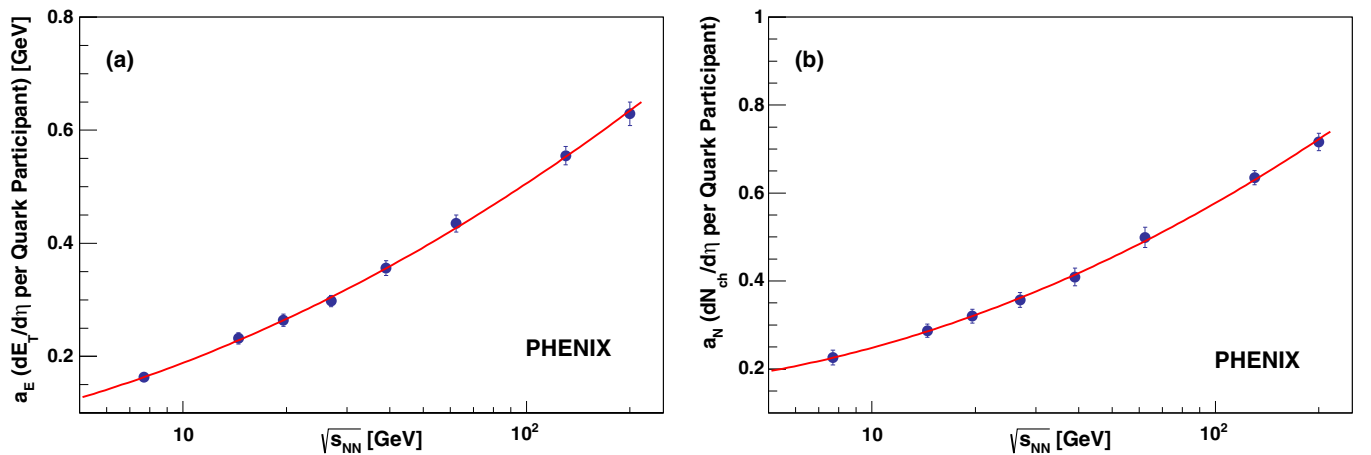 a_E (dE_T/dη per Quark Participant) [GeV]
0.8
0.6
0.4
0.2
(a)
PHENIX
10
10²
√s_NN [GeV]
a_N (dN_ch/dη per Quark Participant)
1
0.8
0.6
0.4
0.2
(b)
PHENIX
10
10²
√s_NN [GeV]